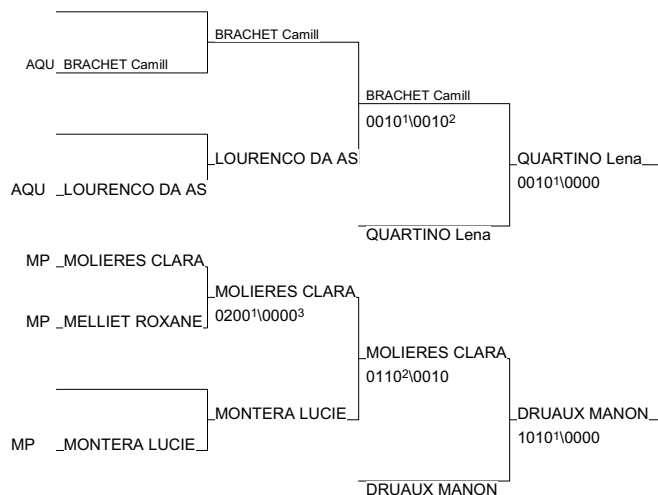 BRACHET Camill
AQU BRACHET Camill
BRACHET Camill
0010¹\0010²
LOURENCO DA AS
QUARTINO Lena
0010¹\0000
AQU LOURENCO DA AS
QUARTINO Lena
MP MOLIERES CLARA
MOLIERES CLARA
0200¹\0000³
MP MELLIET ROXANE
MOLIERES CLARA
0110²\0010
MONTERA LUCIE
DRUAUX MANON
1010¹\0000
MP MONTERA LUCIE
DRUAUX MANON